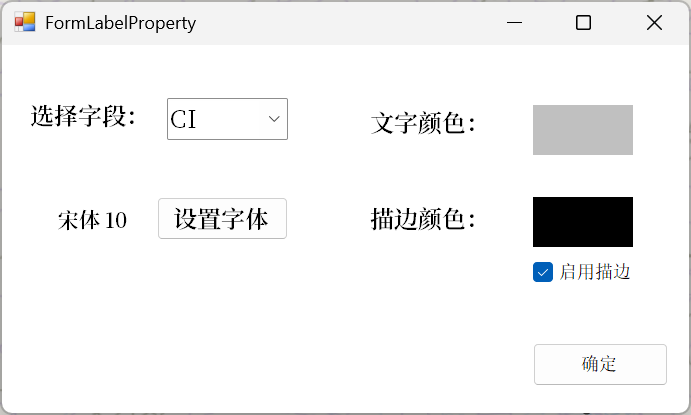 FormLabelProperty
选择字段：
CI
文字颜色：
宋体 10
设置字体
描边颜色：
启用描边
确定